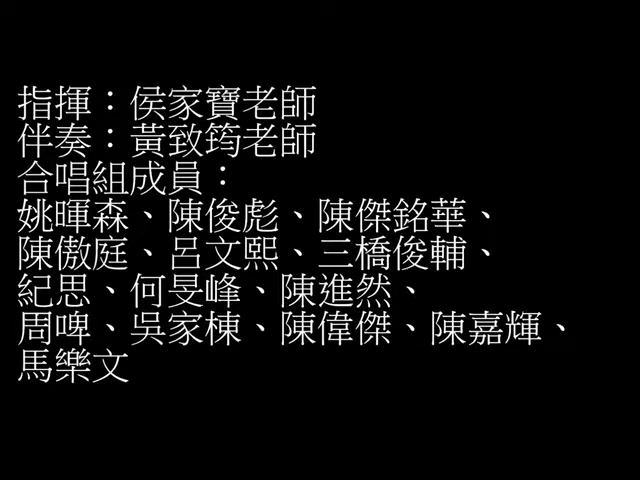 指揮：侯家寶老師
伴奏：黃致筠老師
合唱組成員：
姚暉森、陳俊彪、陳傑銘華、
陳傲庭、呂文熙、三橋俊輔、
紀思、何旻峰、陳進然、
周啤、吳家棟、陳偉傑、陳嘉輝、
馬樂文